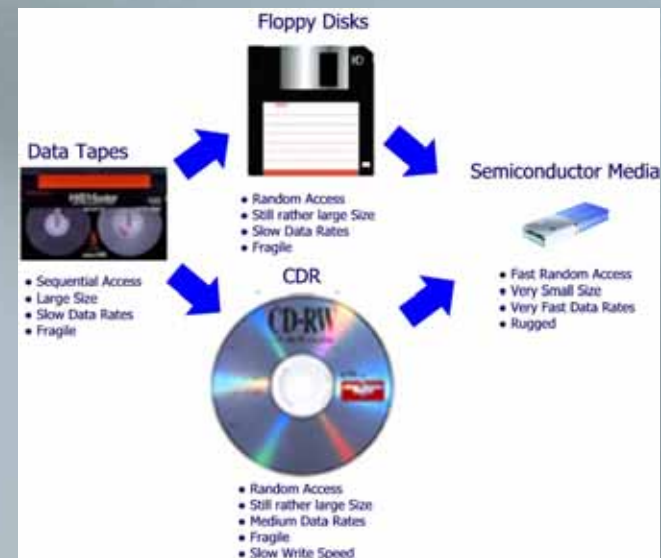 Floppy Disks
Data Tapes
Semiconductor Media
• Random Access
• Still rather large Size
• Slow Data Rates
• Fragile
• Sequential Access
• Large Size
• Slow Data Rates
• Fragile
• Fast Random Access
• Very Small Size
• Very Fast Data Rates
• Rugged
CDR
CD-RW
• Random Access
• Still rather large Size
• Medium Data Rates
• Fragile
• Slow Write Speed